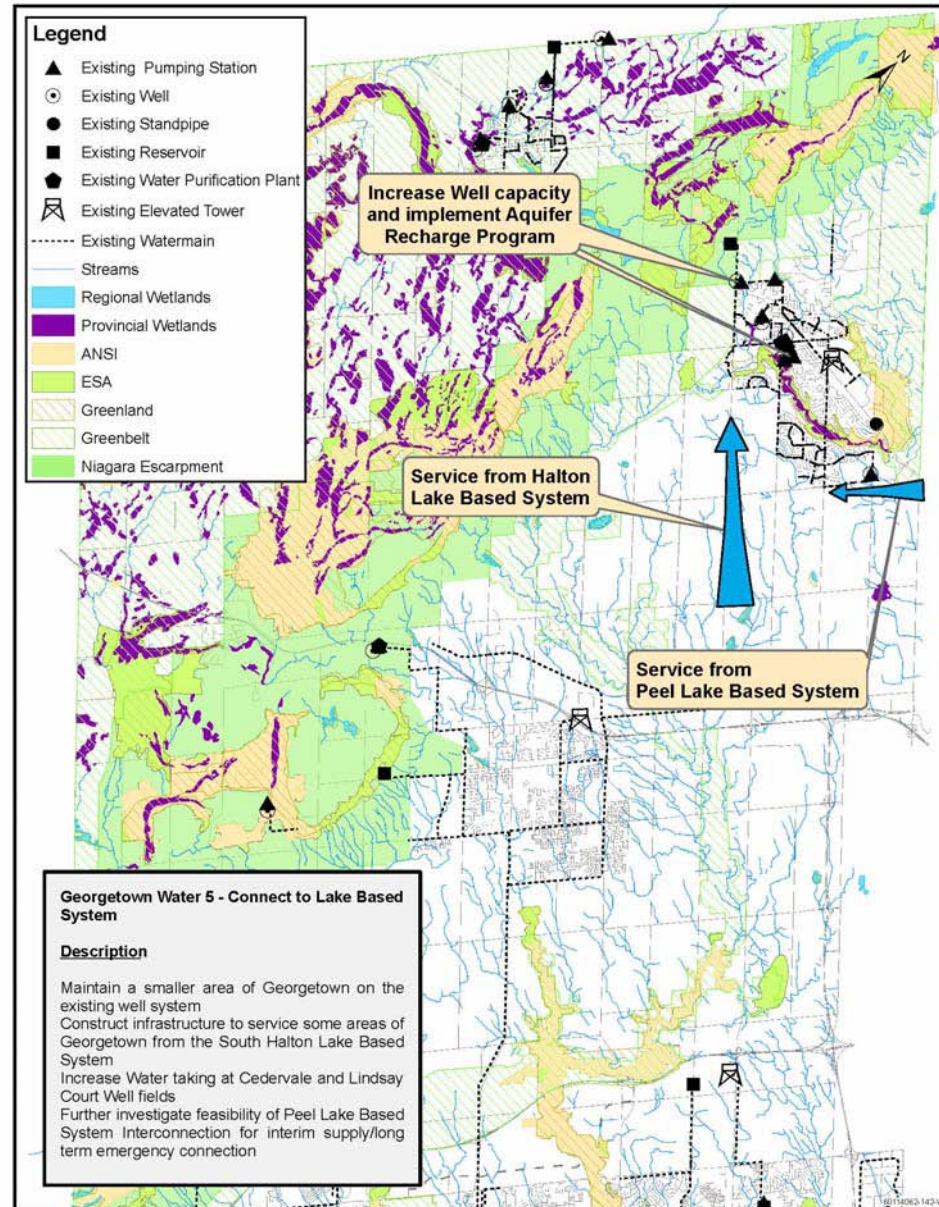 Legend
Existing Pumping Station
Existing Well
Existing Standpipe
Existing Reservoir
Existing Water Purification Plant
Existing Elevated Tower
Existing Watermain
Streams
Regional Wetlands
Provincial Wetlands
ANSI
ESA
Greenland
Greenbelt
Niagara Escarpment
N
Increase Well capacity
and implement Aquifer
Recharge Program
Service from Halton
Lake Based System
Service from
Peel Lake Based System
Georgetown Water 5 - Connect to Lake Based
System
Description
Maintain a smaller area of Georgetown on the
existing well system
Construct infrastructure to service some areas of
Georgetown from the South Halton Lake Based
System
Increase Water taking at Cedervale and Lindsay
Court Well fields
Further investigate feasibility of Peel Lake Based
System Interconnection for interim supply/long
term emergency connection